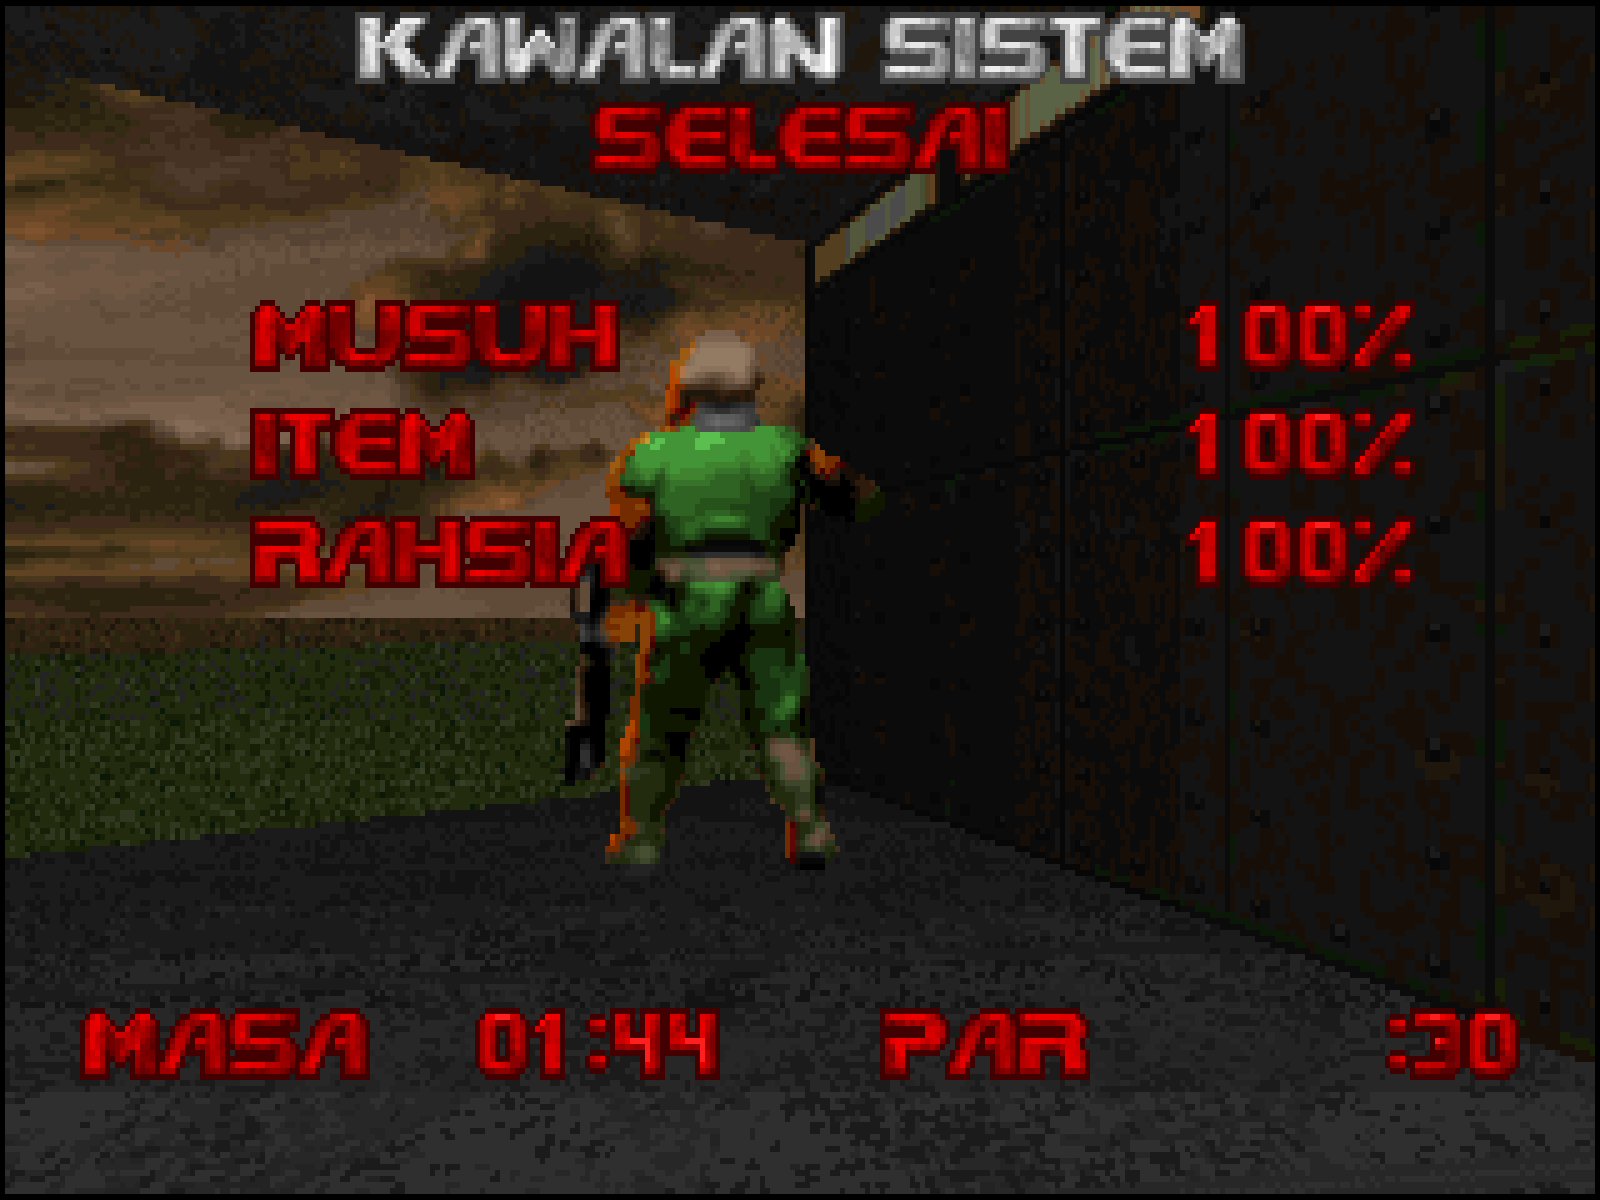 KAWALAN SISTEM
SELESAI
MUSUH 100%
ITEM 100%
RAHSIA 100%
MASA 01:44 PAR :30